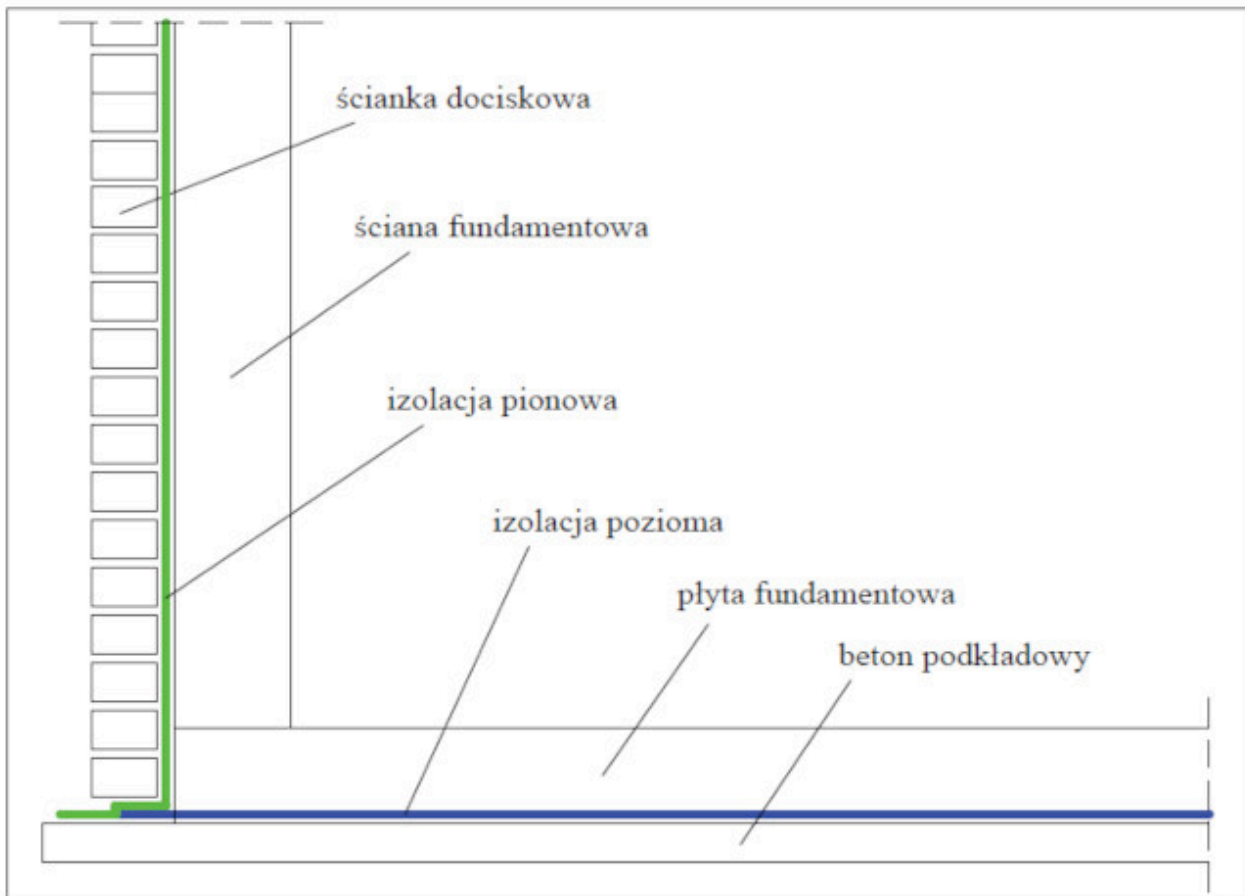 ścianka dociskowa
ściana fundamentowa
izolacja pionowa
izolacja pozioma
płyta fundamentowa
beton podkładowy